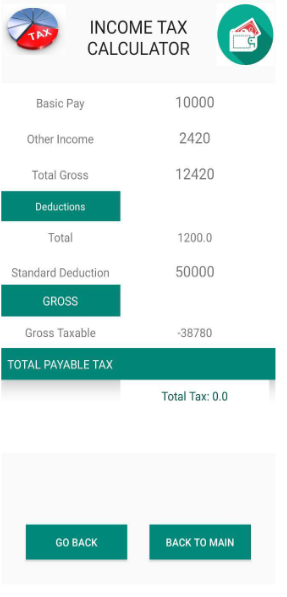 TAX
INCOME TAX
CALCULATOR
Basic Pay 10000
Other Income 2420
Total Gross 12420
Deductions
Total 1200.0
Standard Deduction 50000
GROSS
Gross Taxable -38780
TOTAL PAYABLE TAX
Total Tax: 0.0
GO BACK BACK TO MAIN